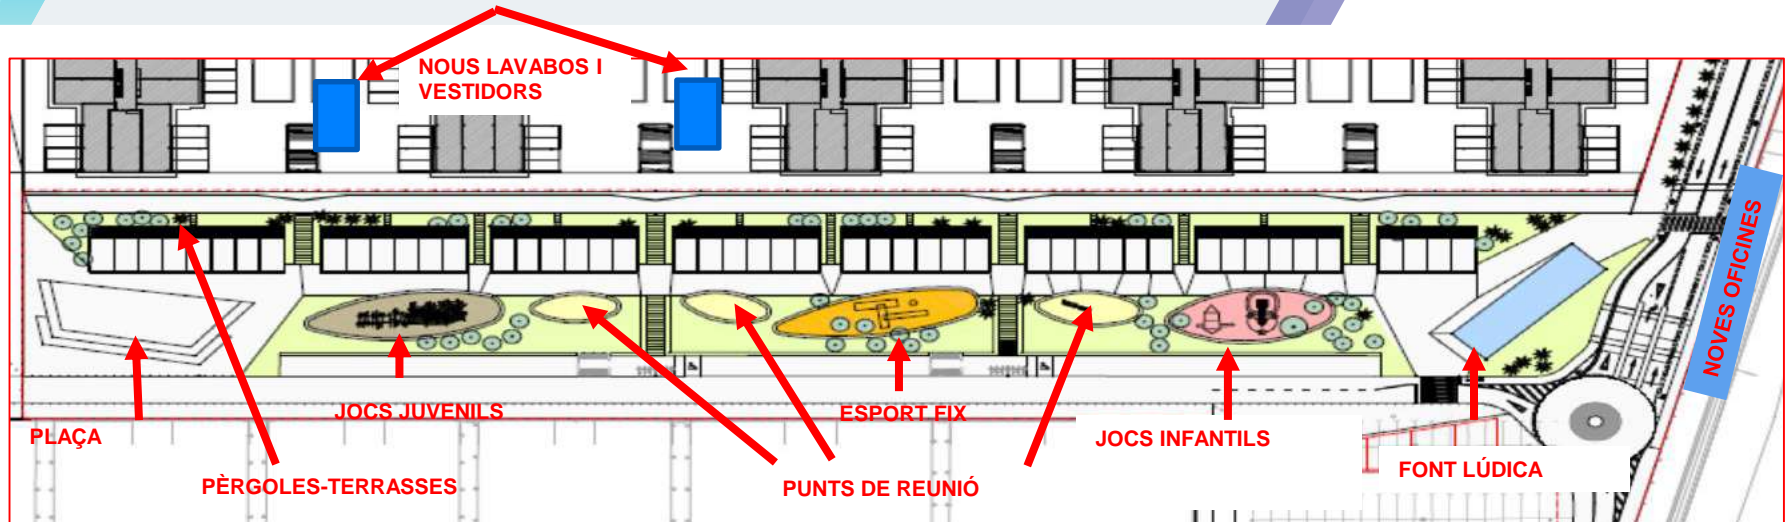 NOUS LAVABOS I
VESTIDORS
NOVES OFICINES
JOCS JUVENILS
ESPORT FIX
PLAÇA
JOCS INFANTILS
FONT LÚDICA
PÈRGOLES-TERRASSES
PUNTS DE REUNIÓ